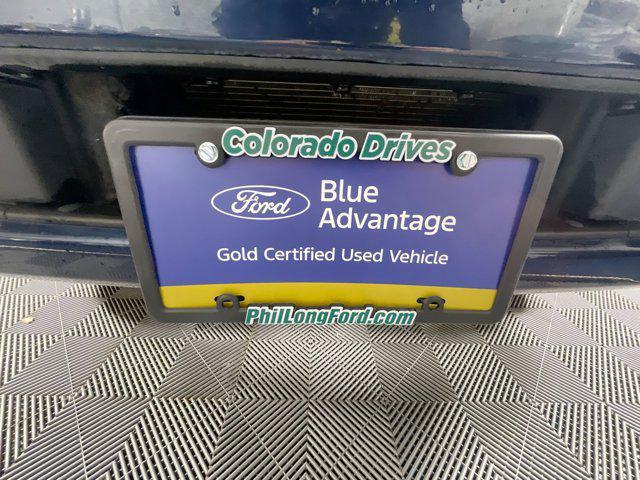 Colorado Drives
Ford
Blue
Advantage
Gold Certified Used Vehicle
PhilLongFord.com